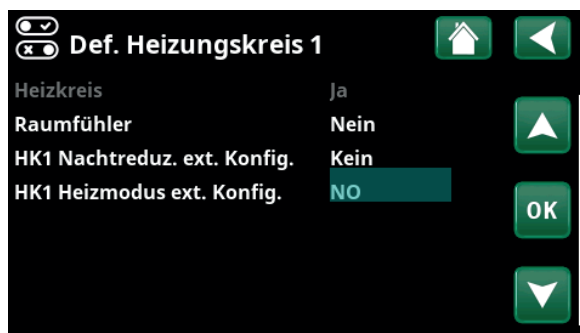 Def. Heizungskreis 1
Heizkreis Ja
Raumfühler Nein
HK1 Nachtreduz. ext. Konfig. Kein
HK1 Heizmodus ext. Konfig. NO
OK